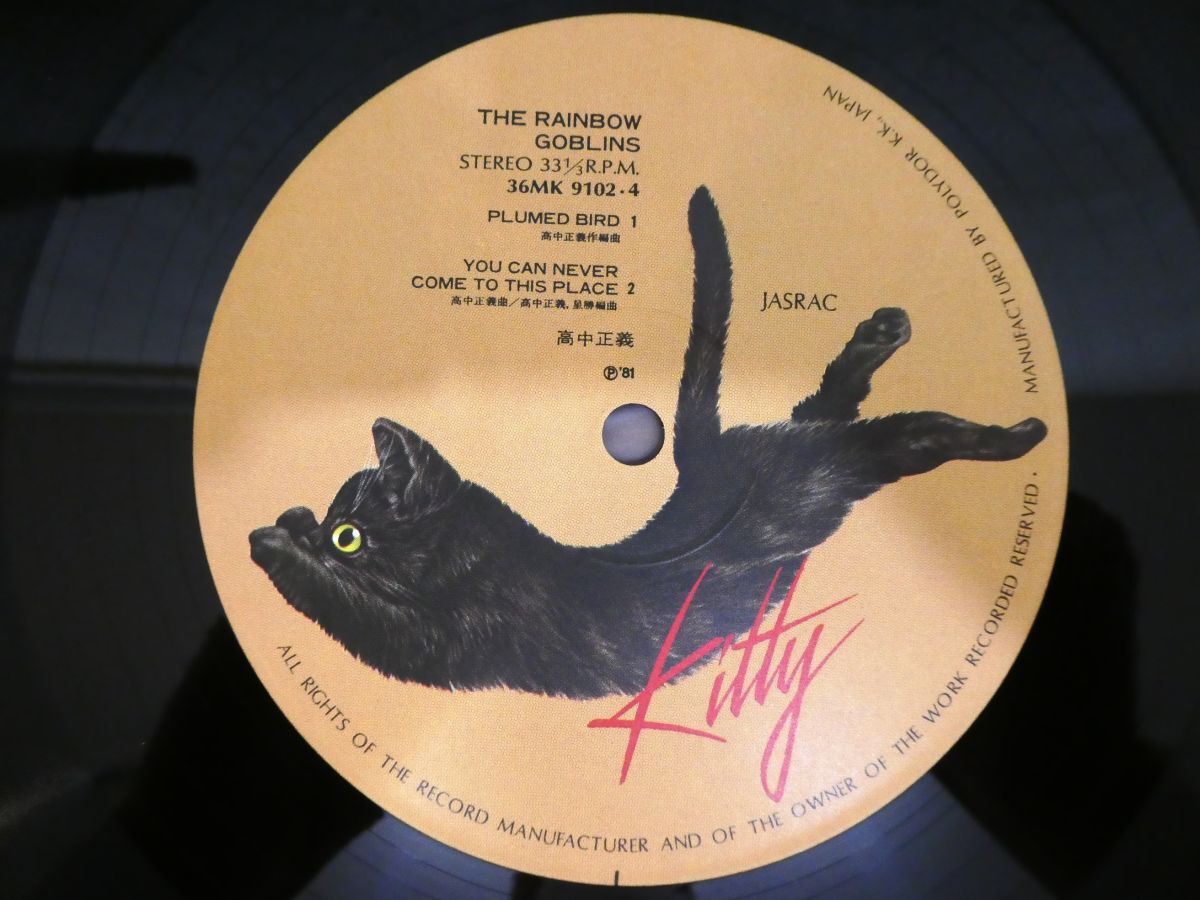 THE RAINBOW
GOBLINS
STEREO 33⅓R.P.M.
36MK 9102・4
PLUMED BIRD 1
高中正義作編曲
YOU CAN NEVER
COME TO THIS PLACE 2
高中正義曲/高中正義,星勝編曲
高中正義
Ⓟ'81
JASRAC
Kitty
ALL RIGHTS OF THE RECORD MANUFACTURER AND OF THE OWNER OF THE WORK RECORDED RESERVED・
MANUFACTURED BY POLYDOR K.K., JAPAN